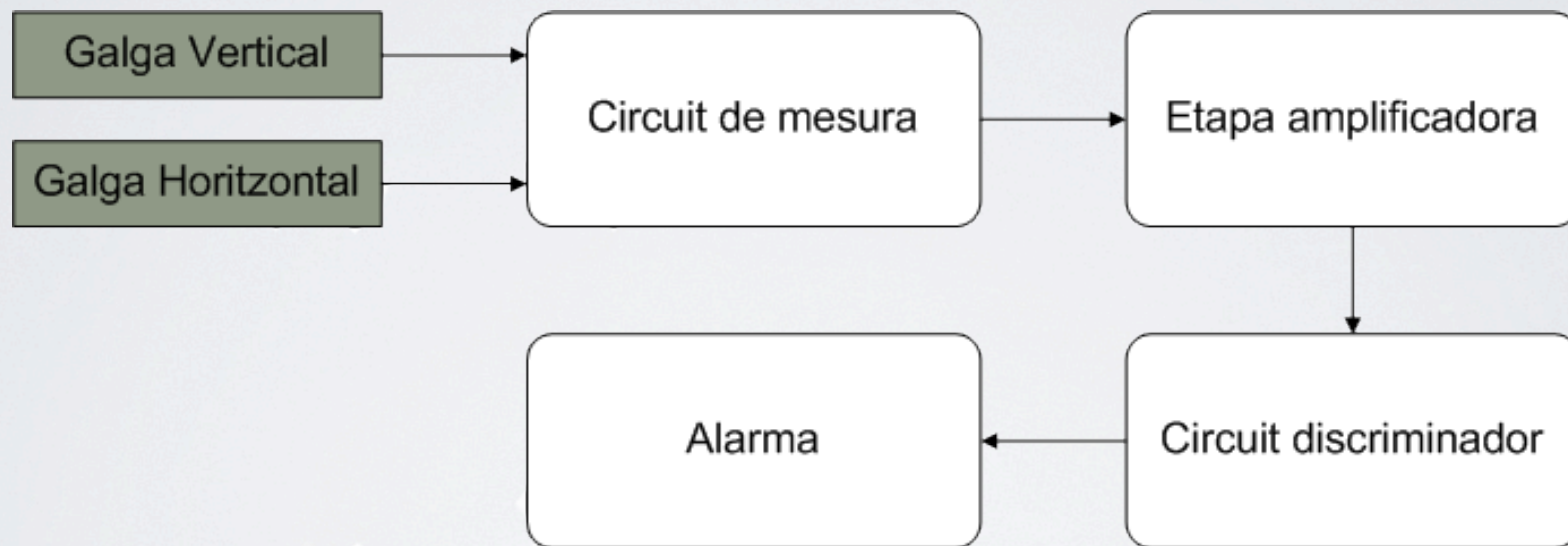 Galga Vertical
Galga Horitzontal
Circuit de mesura
Etapa amplificadora
Alarma
Circuit discriminador